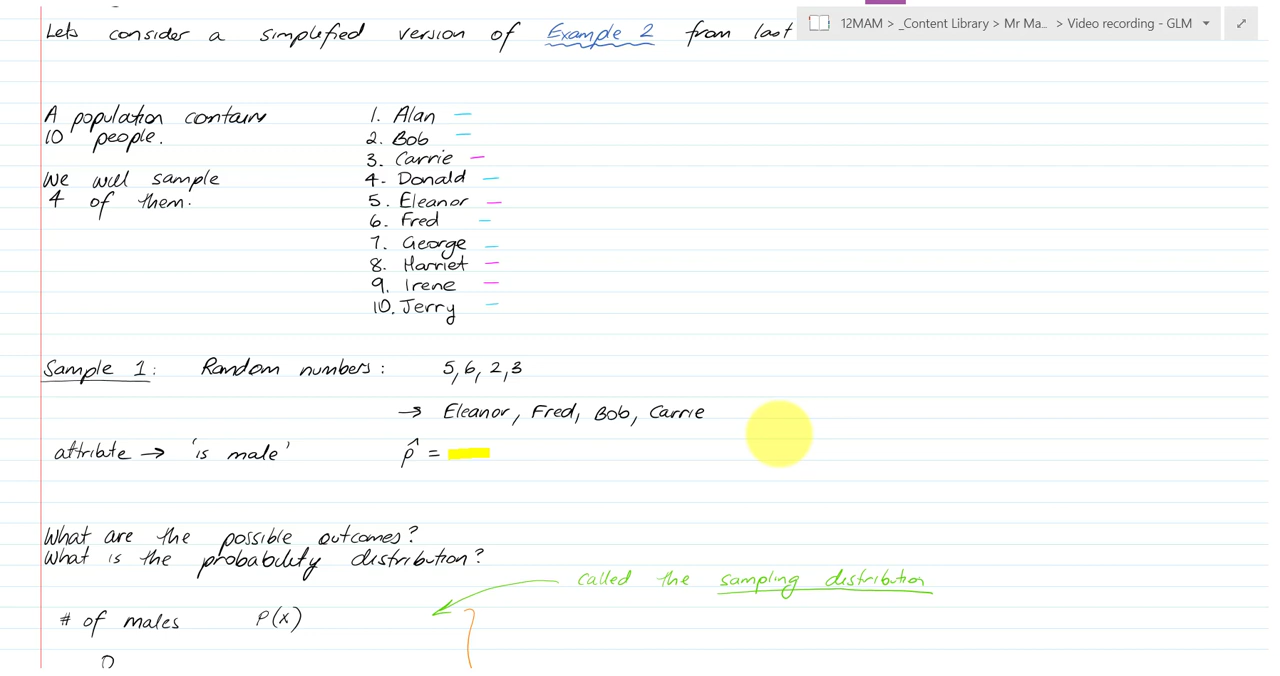 Lets consider a simplified version of Example 2 from last
12MAM > _Content Library > Mr Ma... > Video recording - GLM
A population contains
10 people.
We will sample
4 of them.
1. Alan
2. Bob
3. Carrie
4. Donald
5. Eleanor
6. Fred
7. George
8. Harriet
9. Irene
10. Jerry
Sample 1: Random numbers: 5, 6, 2, 3
→ Eleanor, Fred, Bob, Carrie
attribute → 'is male' p̂ =
What are the possible outcomes?
What is the probability distribution?
called the sampling distribution
# of males P(X)
0